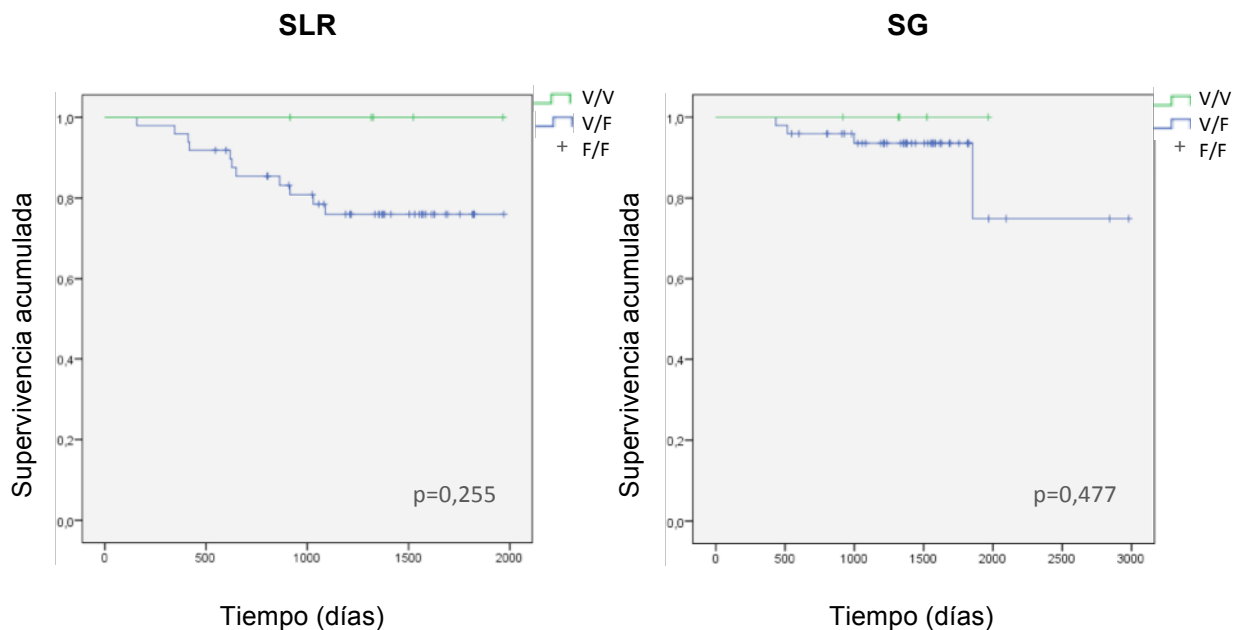 SLR
V/V
V/F
F/F
1,0
0,8
0,6
0,4
0,2
0,0
Supervivencia acumulada
p=0,255
0 500 1000 1500 2000
Tiempo (días)
SG
V/V
V/F
F/F
1,0
0,8
0,6
0,4
0,2
0,0
Supervivencia acumulada
p=0,477
0 500 1000 1500 2000 2500 3000
Tiempo (días)